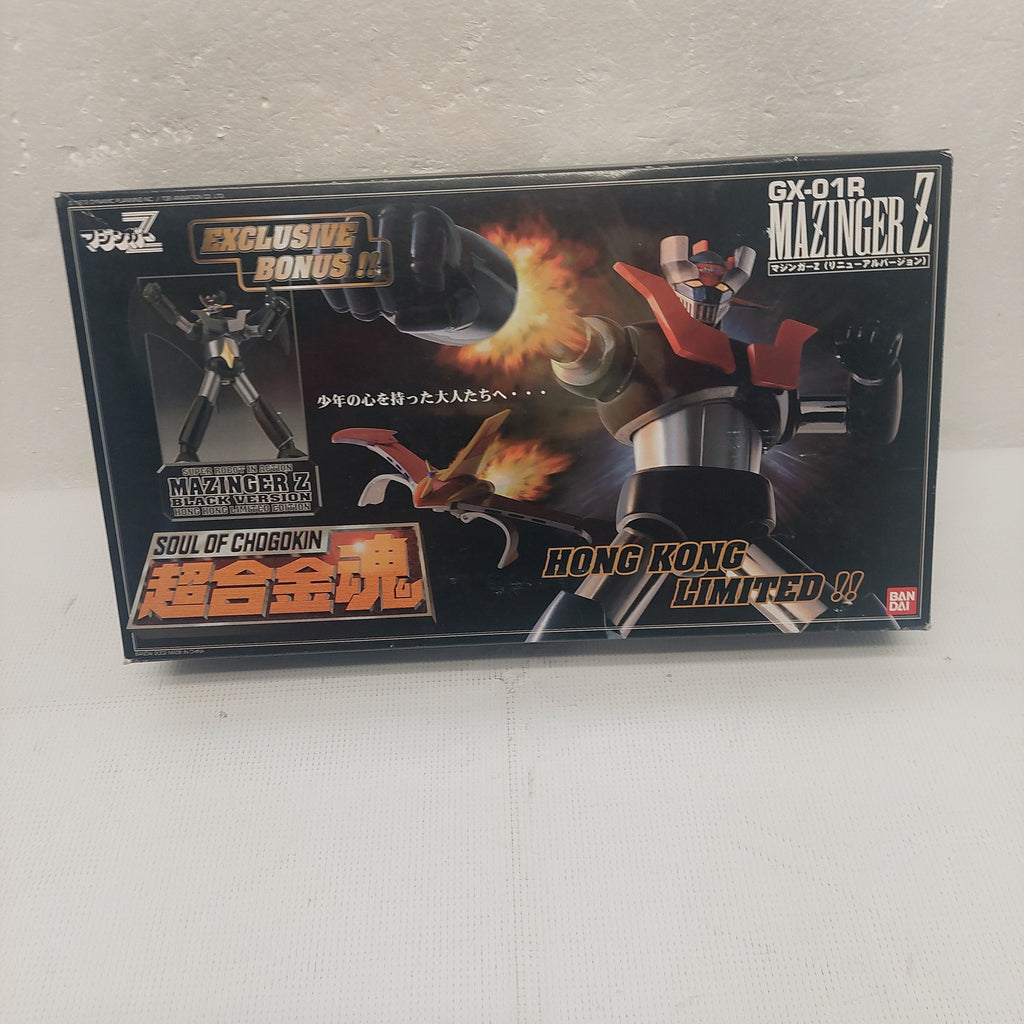 マジンガーZ
EXCLUSIVE
BONUS !!
GX-01R
MAZINGER Z
マジンガーZ (リニューアルバージョン)
少年の心を持った大人たちへ・・・
SUPER ROBOT IN ACTION
MAZINGER Z
BLACK VERSION
HONG KONG LIMITED EDITION
SOUL OF CHOGOKIN
超合金魂
HONG KONG
LIMITED !!
BAN
DAI